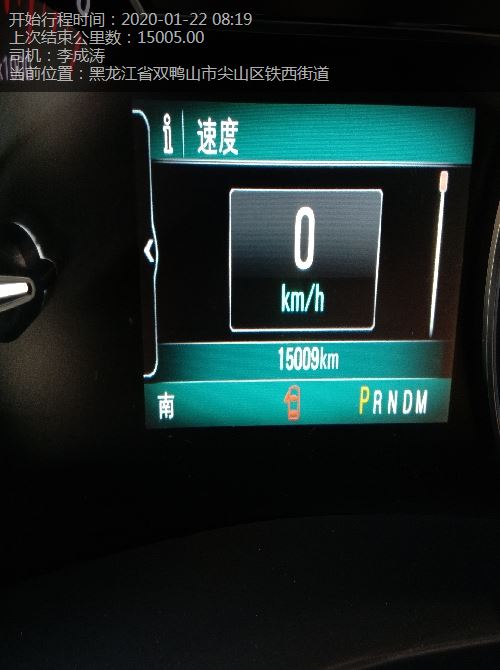 开始行程时间：2020-01-22 08:19
上次结束公里数：15005.00
司机：李成涛
当前位置：黑龙江省双鸭山市尖山区铁西街道
i 速度
0
km/h
15009km
南 PRNDM